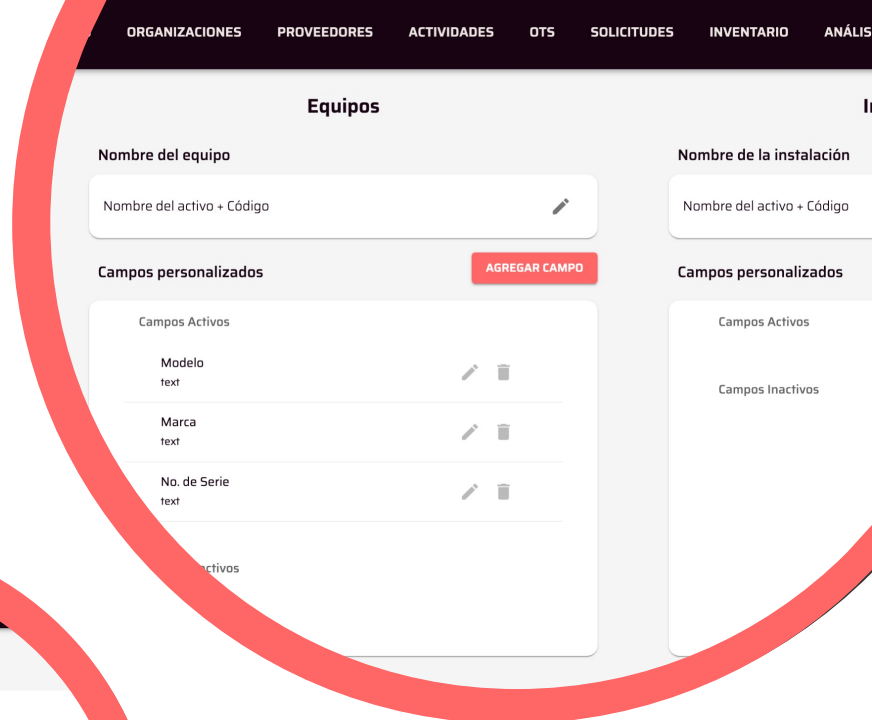 ORGANIZACIONES PROVEEDORES ACTIVIDADES OTS SOLICITUDES INVENTARIO
Equipos
Nombre del equipo
Nombre del activo + Código
Campos personalizados
AGREGAR CAMPO
Campos Activos
Modelo
text
Marca
text
No. de Serie
text
Nombre de la instalación
Nombre del activo + Código
Campos personalizados
Campos Activos
Campos Inactivos